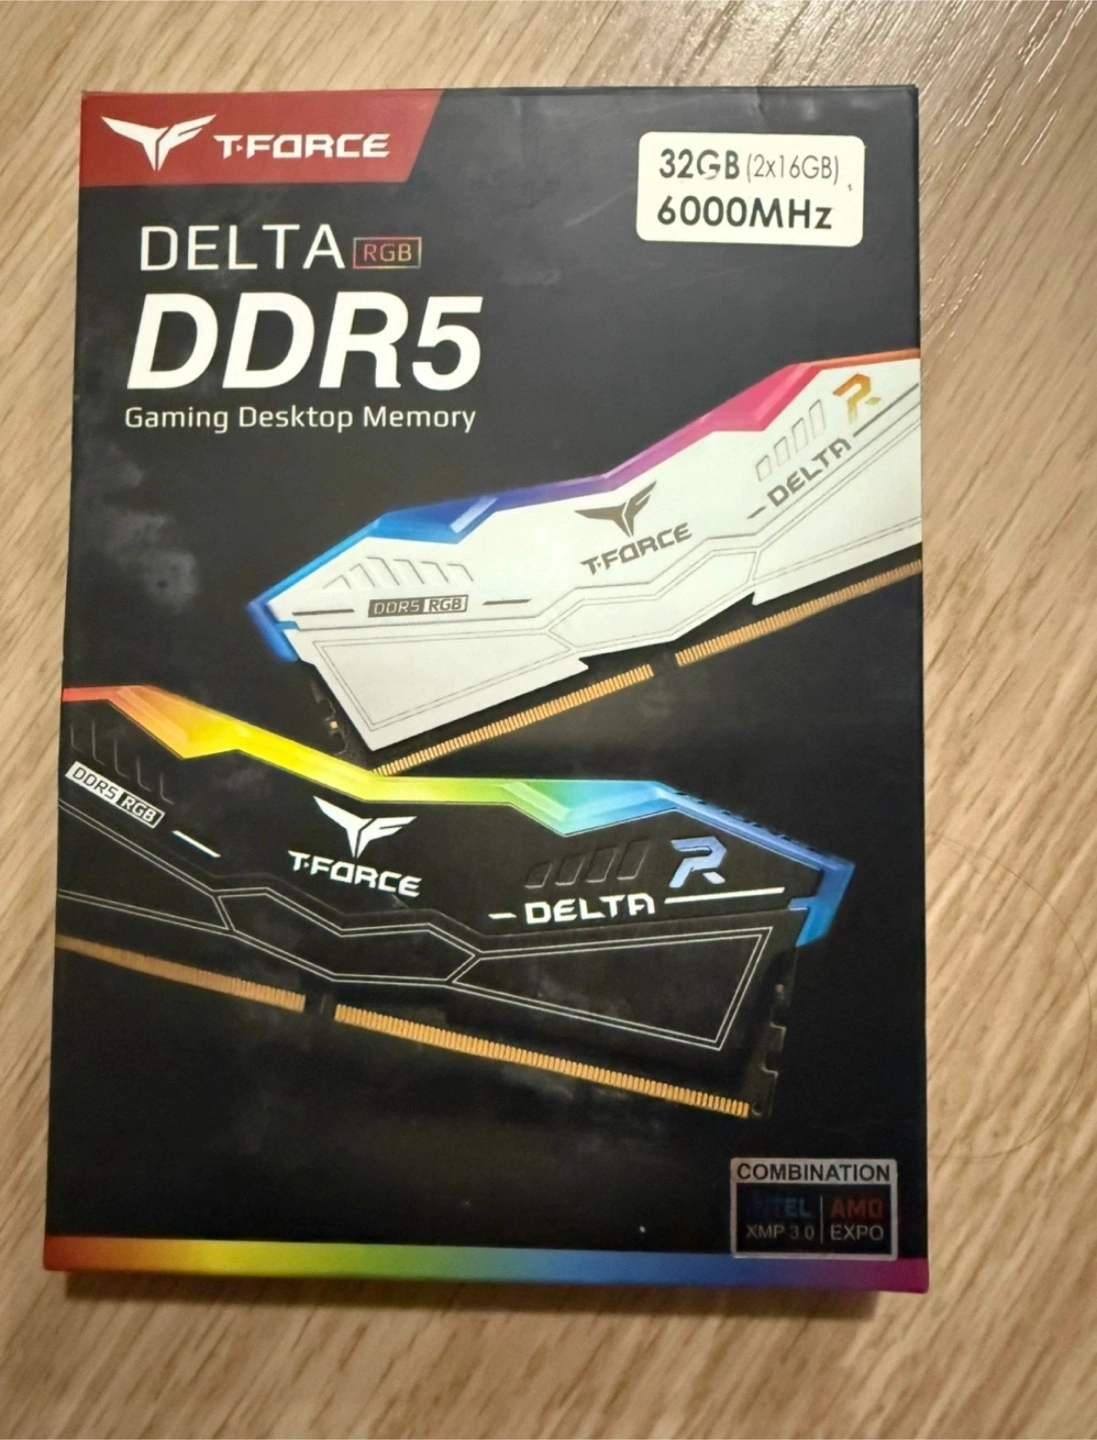 T-FORCE
32GB (2x16GB)
6000MHz
DELTA RGB
DDR5
Gaming Desktop Memory
R
DELTA
T-FORCE
DDR5 RGB
DDR5 RGB
T-FORCE
R
DELTA
COMBINATION
INTEL AMD
XMP 3.0 EXPO